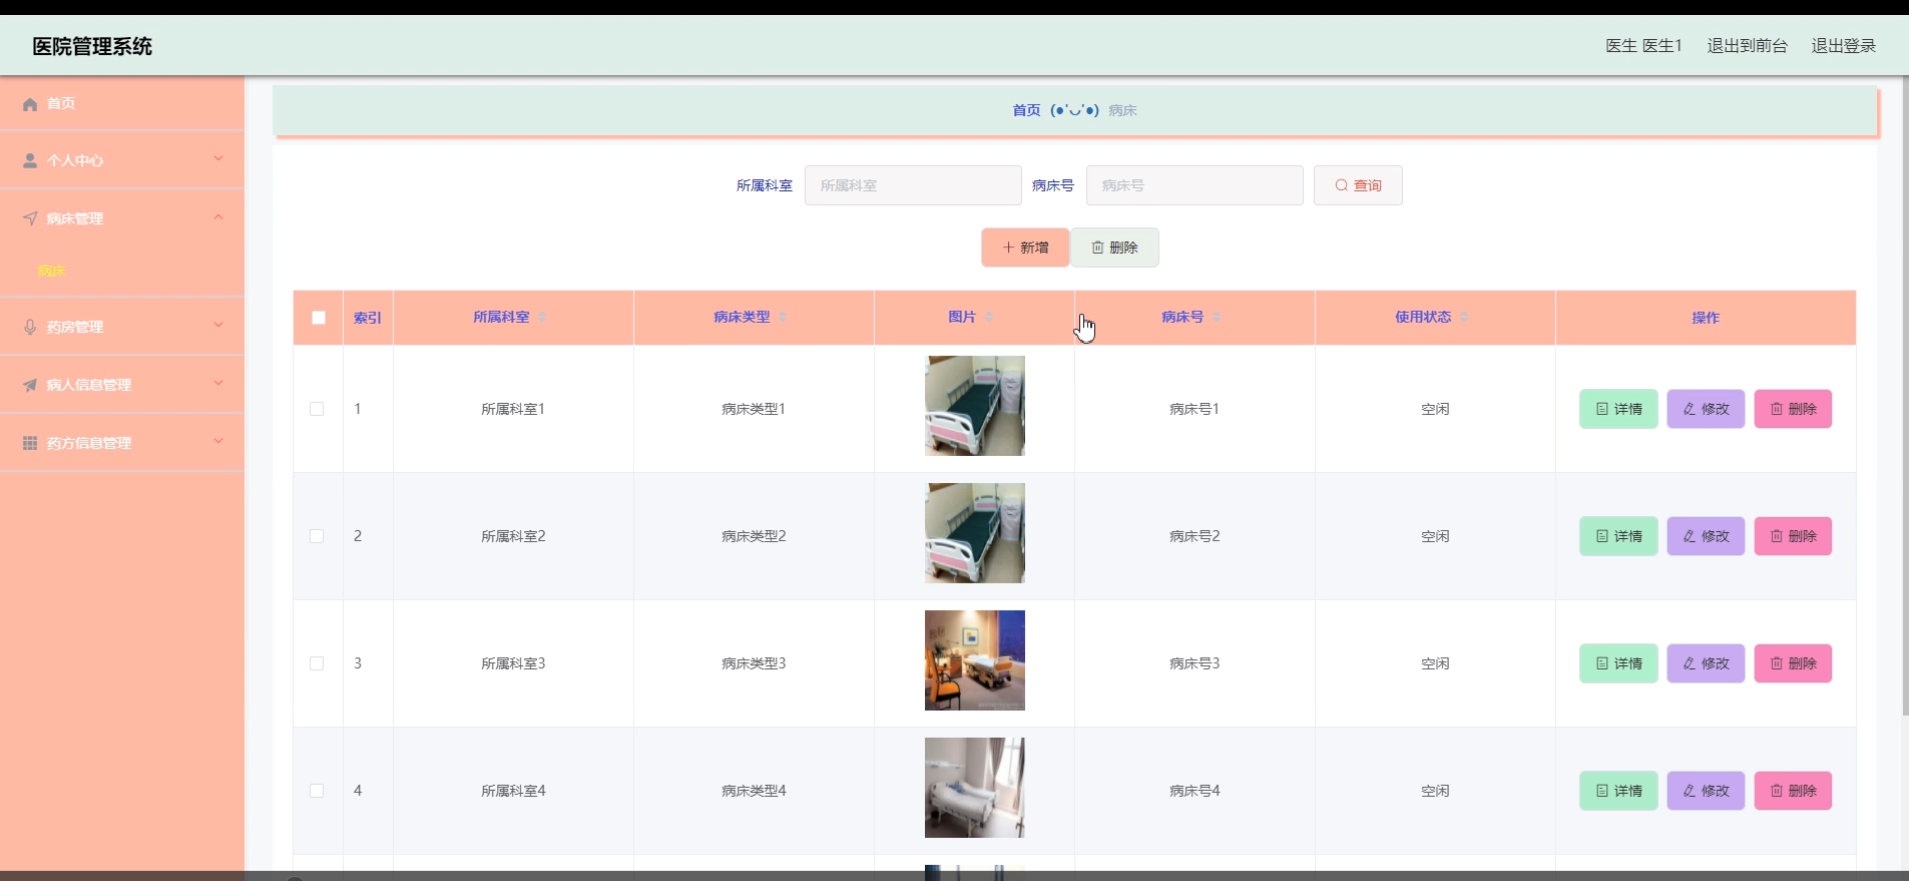 医院管理系统 医生 医生1 退出到前台 退出登录
首页
个人中心
病床管理
病床
药房管理
病人信息管理
药方信息管理
首页 (●'◡'●) 病床
所属科室 所属科室 病床号 病床号 查询
新增 删除
索引 所属科室 病床类型 图片 病床号 使用状态 操作
1 所属科室1 病床类型1 病床号1 空闲 详情 修改 删除
2 所属科室2 病床类型2 病床号2 空闲 详情 修改 删除
3 所属科室3 病床类型3 病床号3 空闲 详情 修改 删除
4 所属科室4 病床类型4 病床号4 空闲 详情 修改 删除